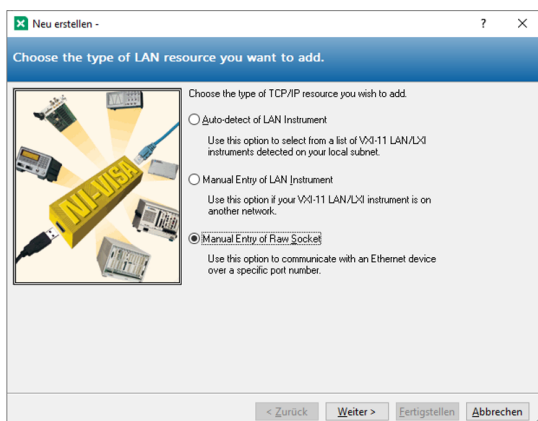 Neu erstellen -
?
Choose the type of LAN resource you want to add.
Choose the type of TCP/IP resource you wish to add.
Auto-detect of LAN Instrument
Use this option to select from a list of VXI-11 LAN/LXI
instruments detected on your local subnet.
Manual Entry of LAN Instrument
Use this option if your VXI-11 LAN/LXI instrument is on
another network.
Manual Entry of Raw Socket
Use this option to communicate with an Ethernet device
over a specific port number.
NI-VISA
< Zurück Weiter > Fertigstellen Abbrechen